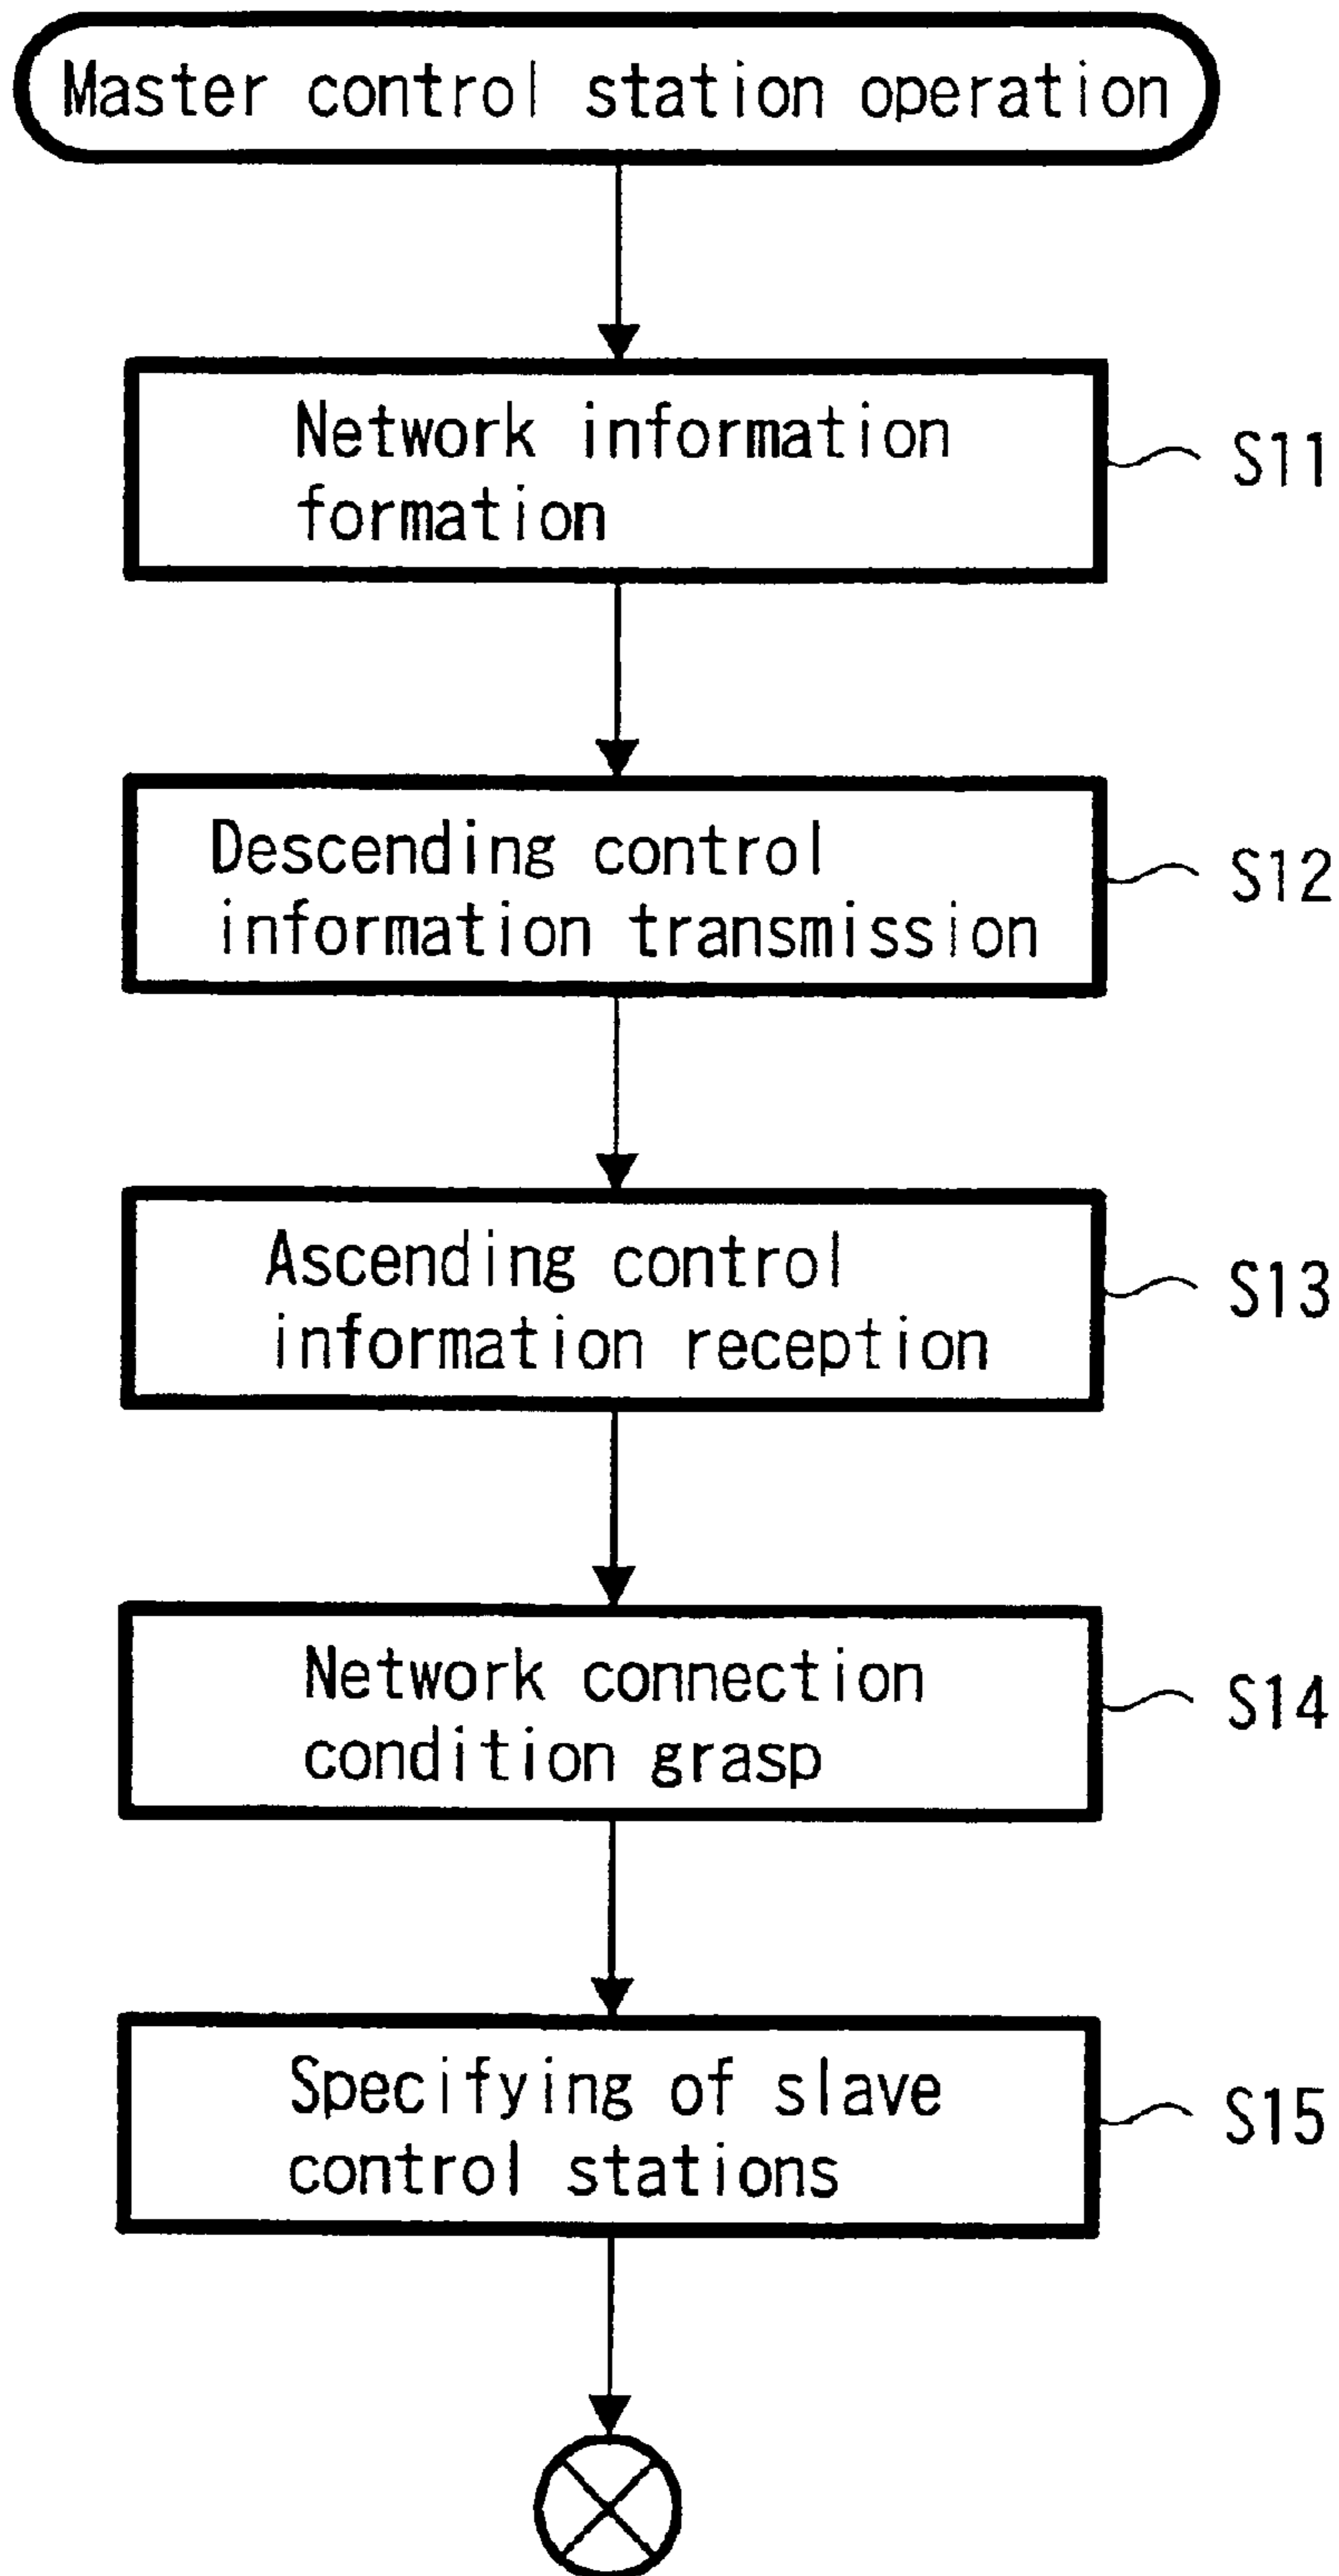 Master control station operation
Network information
formation
S11
Descending control
information transmission
S12
Ascending control
information reception
S13
Network connection
condition grasp
S14
Specifying of slave
control stations
S15